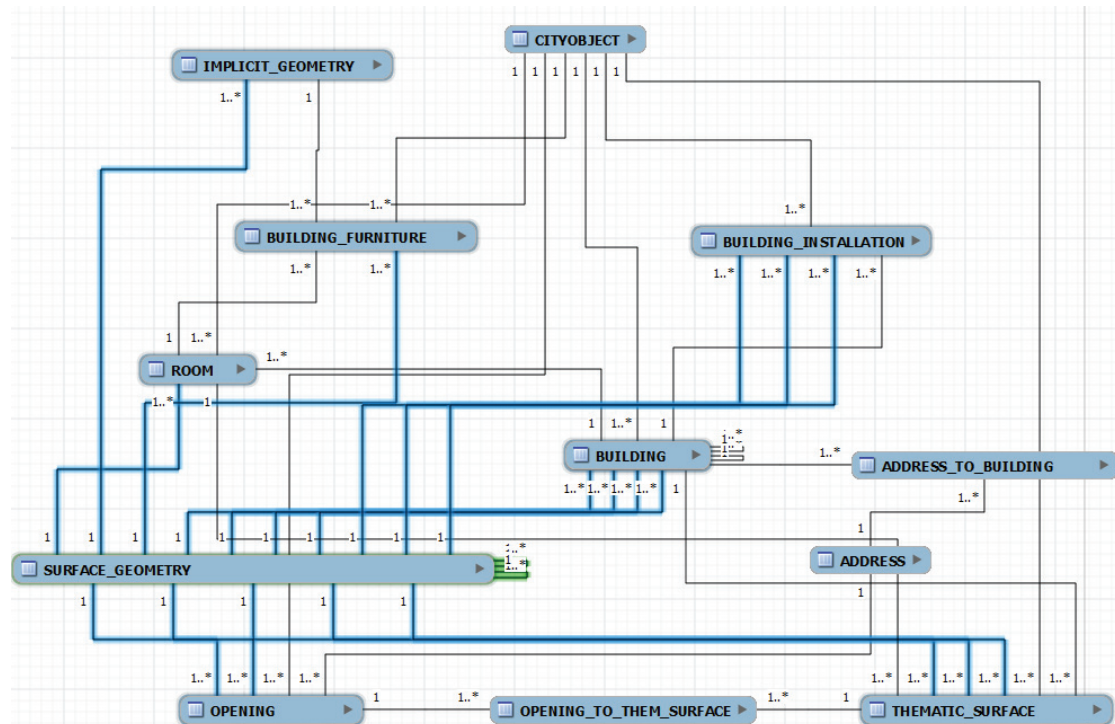 CITYOBJECT
IMPLICIT_GEOMETRY
1 1 1 1 1 1
1..* 1
1..* 1..* 1..*
BUILDING_FURNITURE BUILDING_INSTALLATION
1..* 1..* 1..* 1..* 1..* 1..*
1 1..* 1..*
ROOM
1..* 1
1 1..* 1
BUILDING 1..*
ADDRESS_TO_BUILDING
1..* 1..* 1..* 1..* 1 1..*
1 1 1 1 1 1 1 1 1 1 1
1..*
SURFACE_GEOMETRY 1..* ADDRESS
1 1 1 1 1 1
1..* 1..* 1..* 1..* 1..* 1..* 1..* 1..* 1..*
OPENING 1 1..* OPENING_TO_THEM_SURFACE 1..* 1 THEMATIC_SURFACE